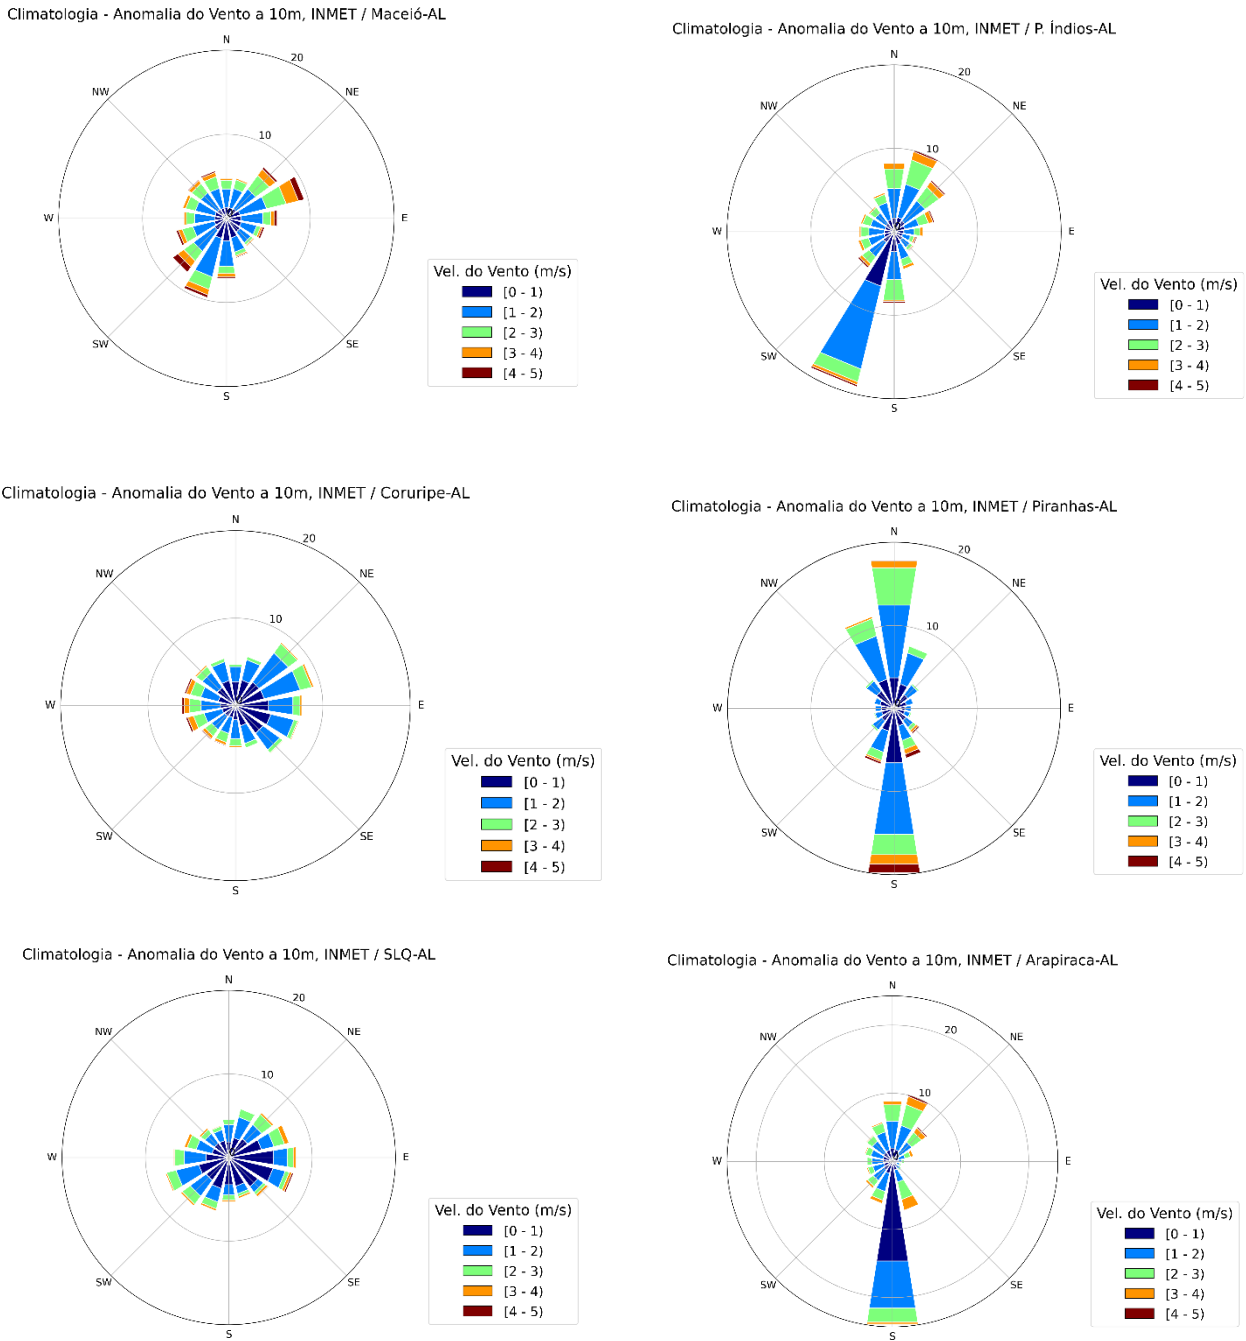 Climatologia - Anomalia do Vento a 10m, INMET / Maceió-AL
N
20
NW
NE
10
W
E
SW
SE
S
Vel. do Vento (m/s)
[0 - 1)
[1 - 2)
[2 - 3)
[3 - 4)
[4 - 5)
Climatologia - Anomalia do Vento a 10m, INMET / P. Índios-AL
N
20
NW
NE
10
W
E
SW
SE
S
Vel. do Vento (m/s)
[0 - 1)
[1 - 2)
[2 - 3)
[3 - 4)
[4 - 5)
Climatologia - Anomalia do Vento a 10m, INMET / Coruripe-AL
N
20
NW
NE
10
W
E
SW
SE
S
Vel. do Vento (m/s)
[0 - 1)
[1 - 2)
[2 - 3)
[3 - 4)
[4 - 5)
Climatologia - Anomalia do Vento a 10m, INMET / Piranhas-AL
N
20
NW
NE
10
W
E
SW
SE
S
Vel. do Vento (m/s)
[0 - 1)
[1 - 2)
[2 - 3)
[3 - 4)
[4 - 5)
Climatologia - Anomalia do Vento a 10m, INMET / SLQ-AL
N
20
NW
NE
10
W
E
SW
SE
S
Vel. do Vento (m/s)
[0 - 1)
[1 - 2)
[2 - 3)
[3 - 4)
[4 - 5)
Climatologia - Anomalia do Vento a 10m, INMET / Arapiraca-AL
N
20
NW
NE
10
W
E
SW
SE
S
Vel. do Vento (m/s)
[0 - 1)
[1 - 2)
[2 - 3)
[3 - 4)
[4 - 5)